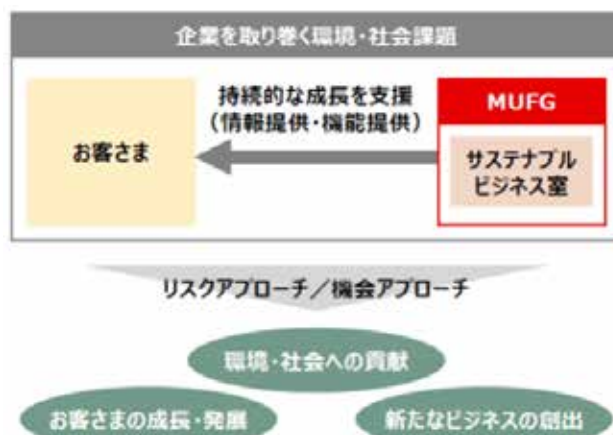 企業を取り巻く環境・社会課題
持続的な成長を支援
(情報提供・機能提供)
お客さま
MUFG
サステナブル
ビジネス室
リスクアプローチ/機会アプローチ
環境・社会への貢献
お客さまの成長・発展
新たなビジネスの創出